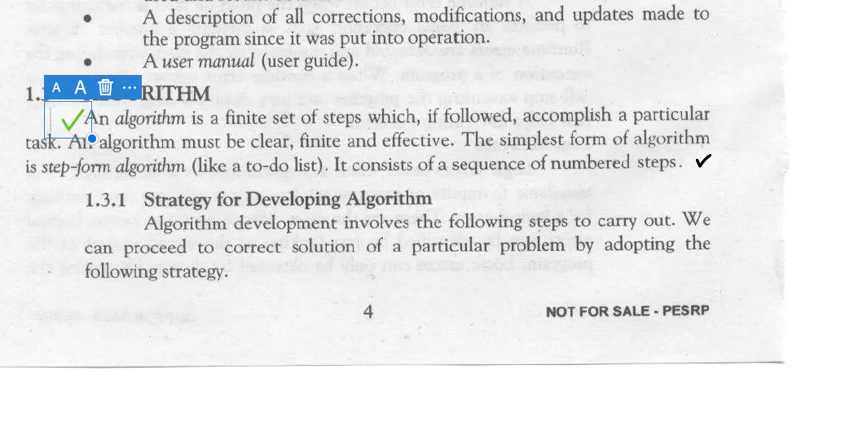 • A description of all corrections, modifications, and updates made to
the program since it was put into operation.
• A user manual (user guide).
A A ...
1. RITHM
✓An algorithm is a finite set of steps which, if followed, accomplish a particular
task. An algorithm must be clear, finite and effective. The simplest form of algorithm
is step-form algorithm (like a to-do list). It consists of a sequence of numbered steps. ✔
1.3.1 Strategy for Developing Algorithm
Algorithm development involves the following steps to carry out. We
can proceed to correct solution of a particular problem by adopting the
following strategy.
4 NOT FOR SALE - PESRP